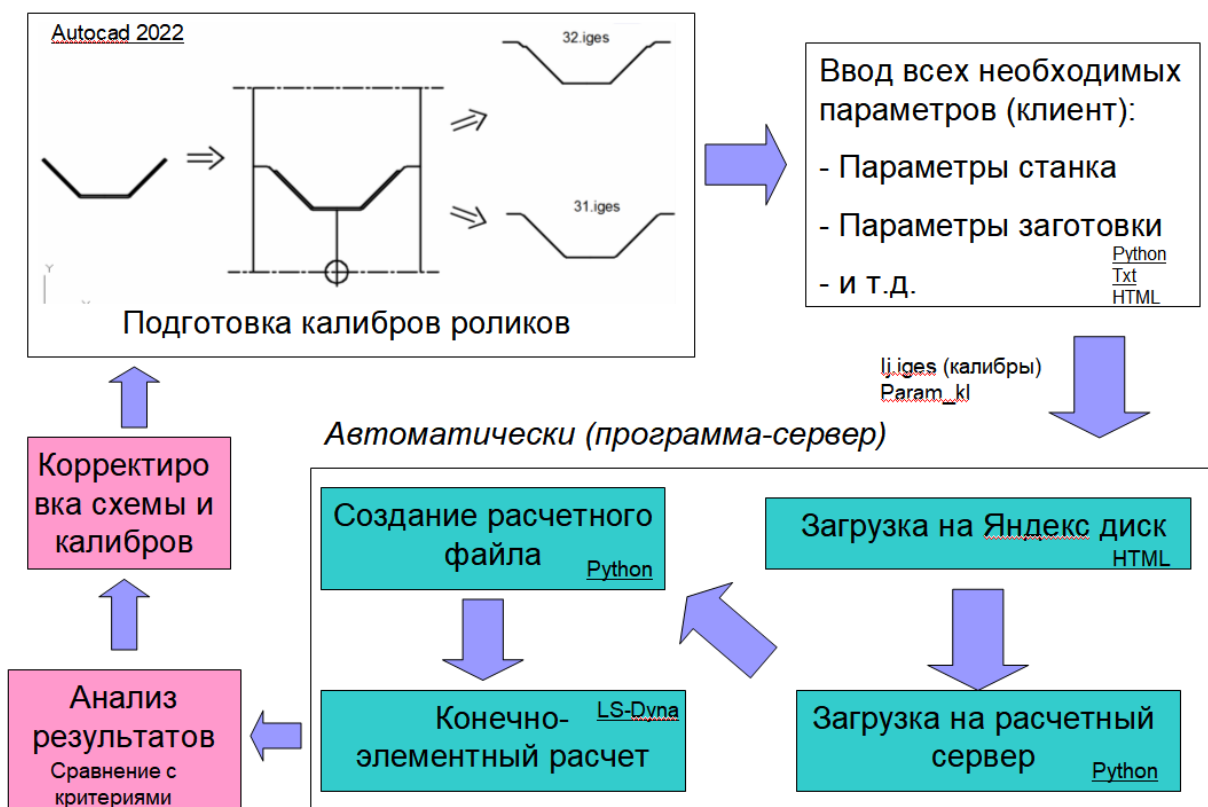 Autocad 2022
32.iges
31.iges
Y
Подготовка калибров роликов
Ввод всех необходимых
параметров (клиент):
- Параметры станка
- Параметры заготовки
- и т.д.
Python
Txt
HTML
Ij.iges (калибры)
Param_kl
Автоматически (программа-сервер)
Загрузка на Яндекс диск
HTML
Загрузка на расчетный
сервер
Python
Создание расчетного
файла
Python
Конечно-
элементный расчет
LS-Dyna
Анализ
результатов
Сравнение с
критериями
Корректиро
вка схемы и
калибров